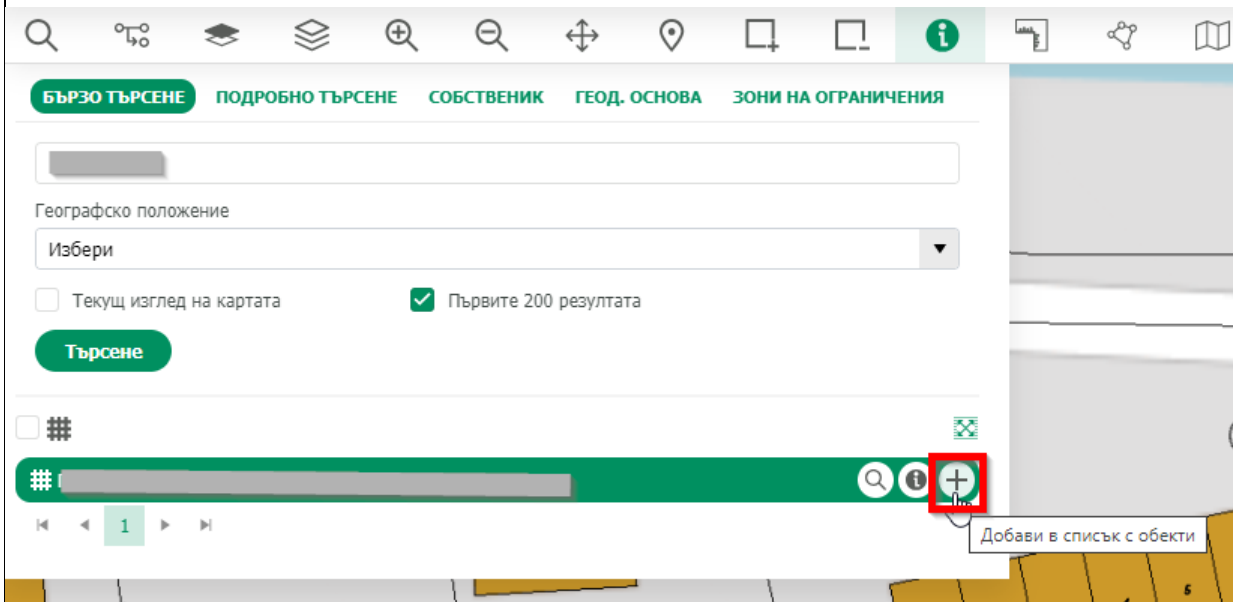 БЪРЗО ТЪРСЕНЕ ПОДРОБНО ТЪРСЕНЕ СОБСТВЕНИК ГЕОД. ОСНОВА ЗОНИ НА ОГРАНИЧЕНИЯ
Географско положение
Избери
Текущ изглед на картата Първите 200 резултата
Търсене
1
Добави в списък с обекти
5